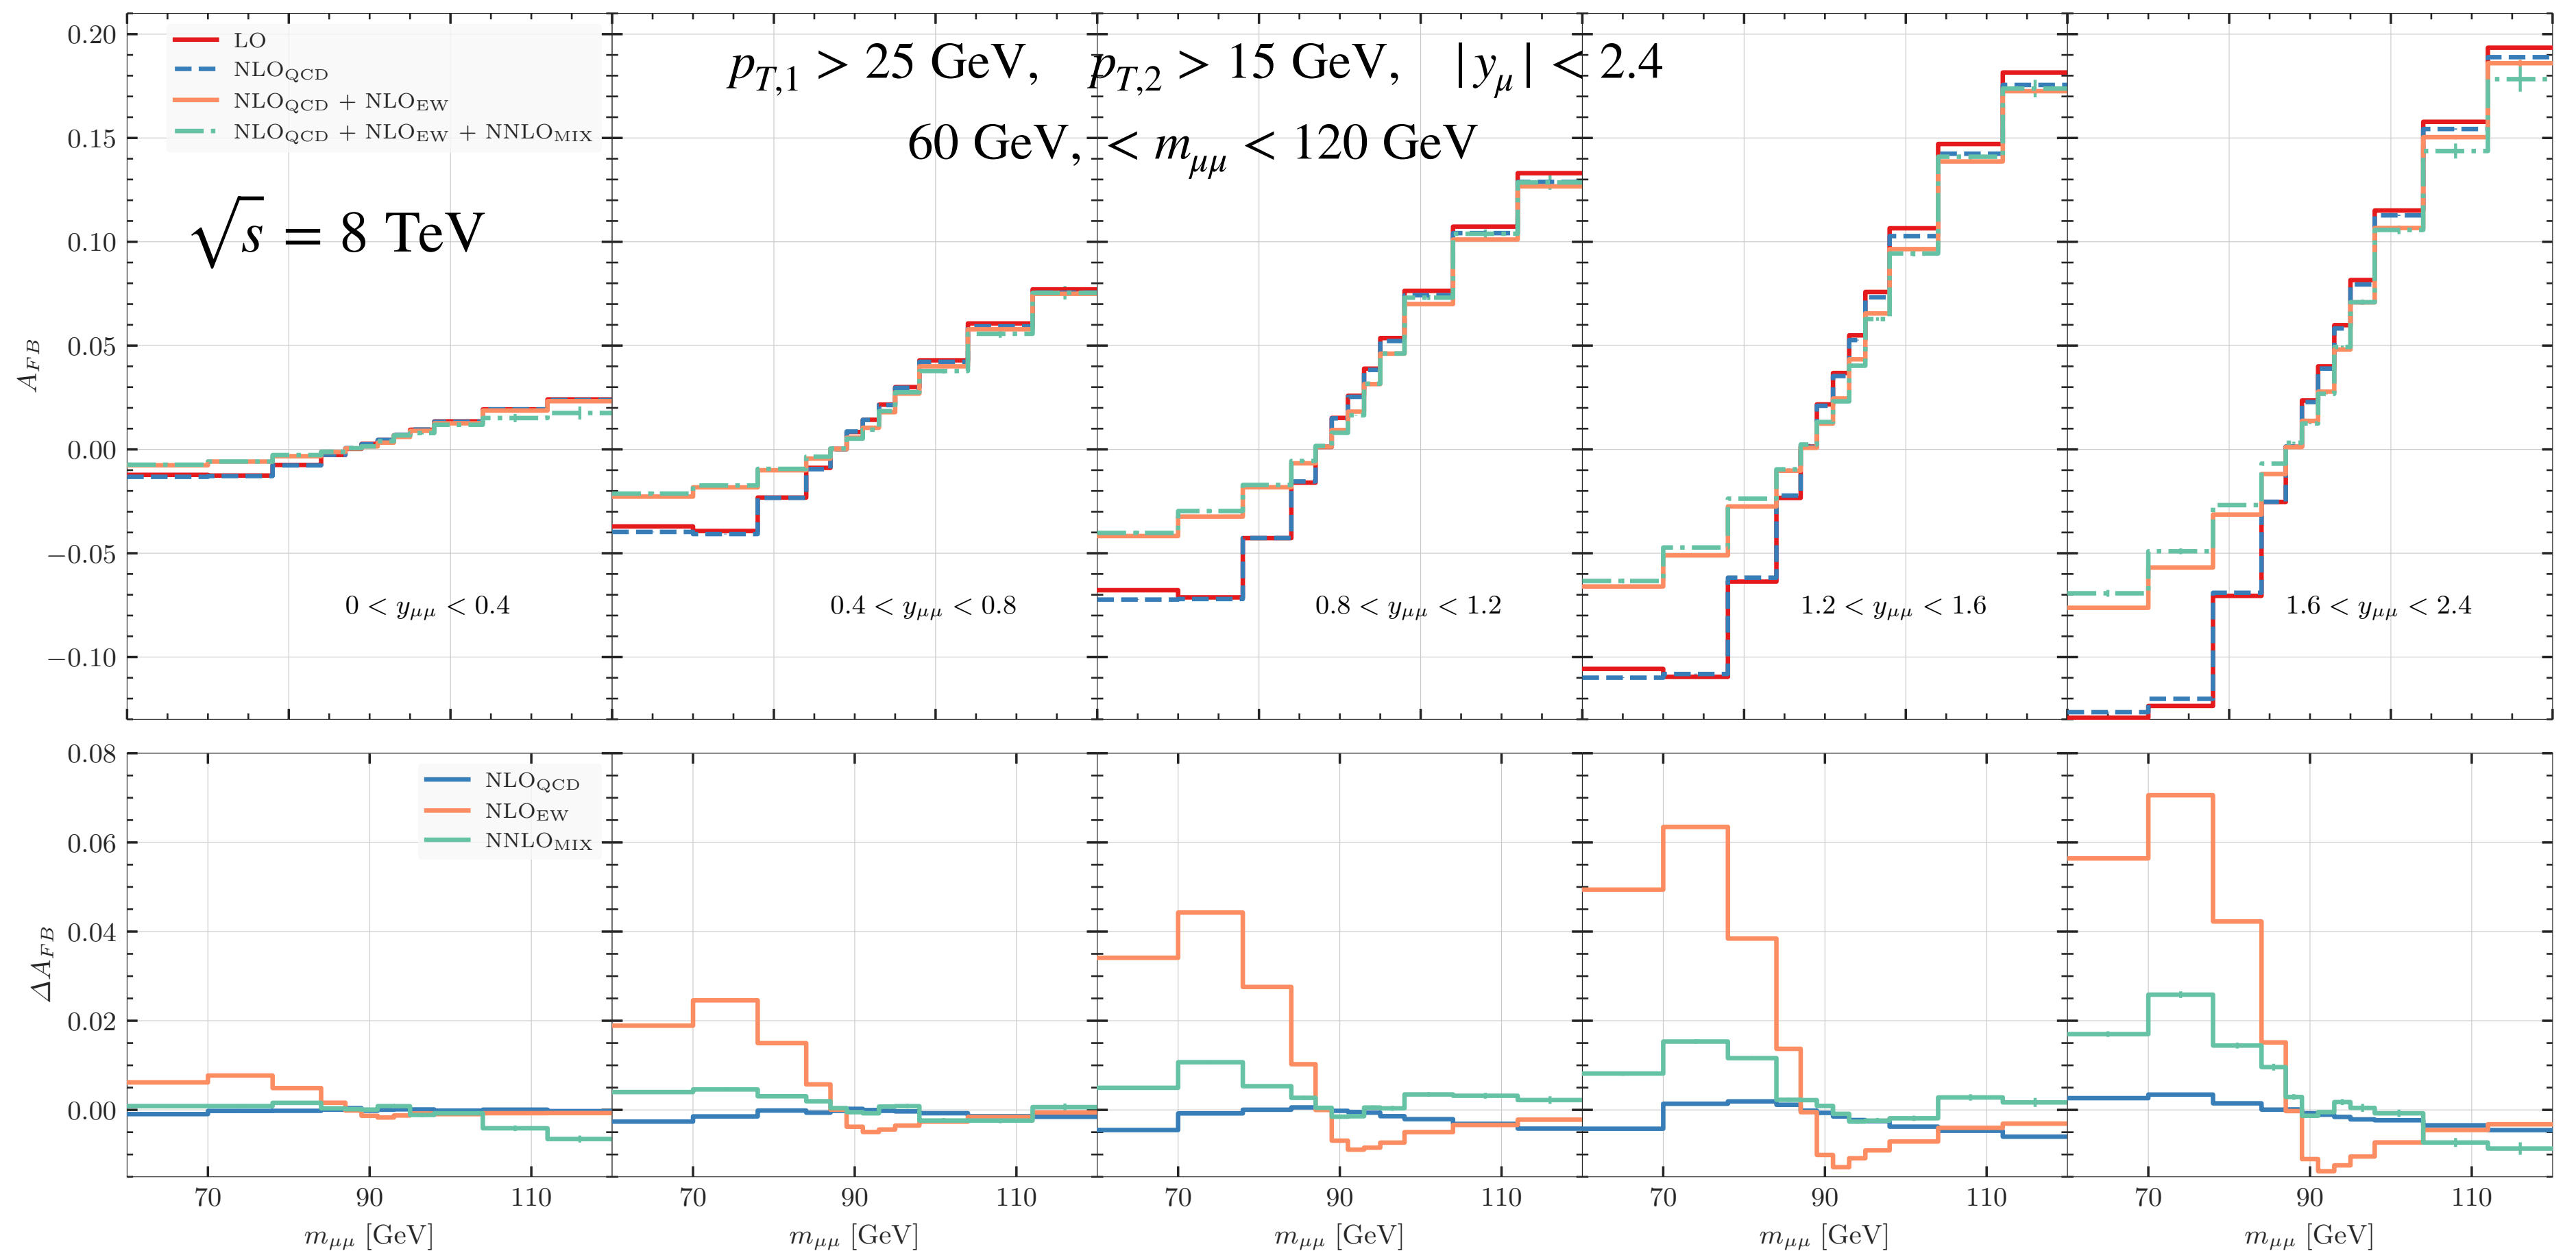 LO
NLO_QCD
NLO_QCD + NLO_EW
NLO_QCD + NLO_EW + NNLO_MIX
p_T,1 > 25 GeV, p_T,2 > 15 GeV, |y_μ| < 2.4
60 GeV, < m_μμ < 120 GeV
√s = 8 TeV
A_FB
0.20
0.15
0.10
0.05
0.00
−0.05
−0.10
0 < y_μμ < 0.4
0.4 < y_μμ < 0.8
0.8 < y_μμ < 1.2
1.2 < y_μμ < 1.6
1.6 < y_μμ < 2.4
NLO_QCD
NLO_EW
NNLO_MIX
ΔA_FB
0.08
0.06
0.04
0.02
0.00
70 90 110
70 90 110
70 90 110
70 90 110
70 90 110
m_μμ [GeV]
m_μμ [GeV]
m_μμ [GeV]
m_μμ [GeV]
m_μμ [GeV]